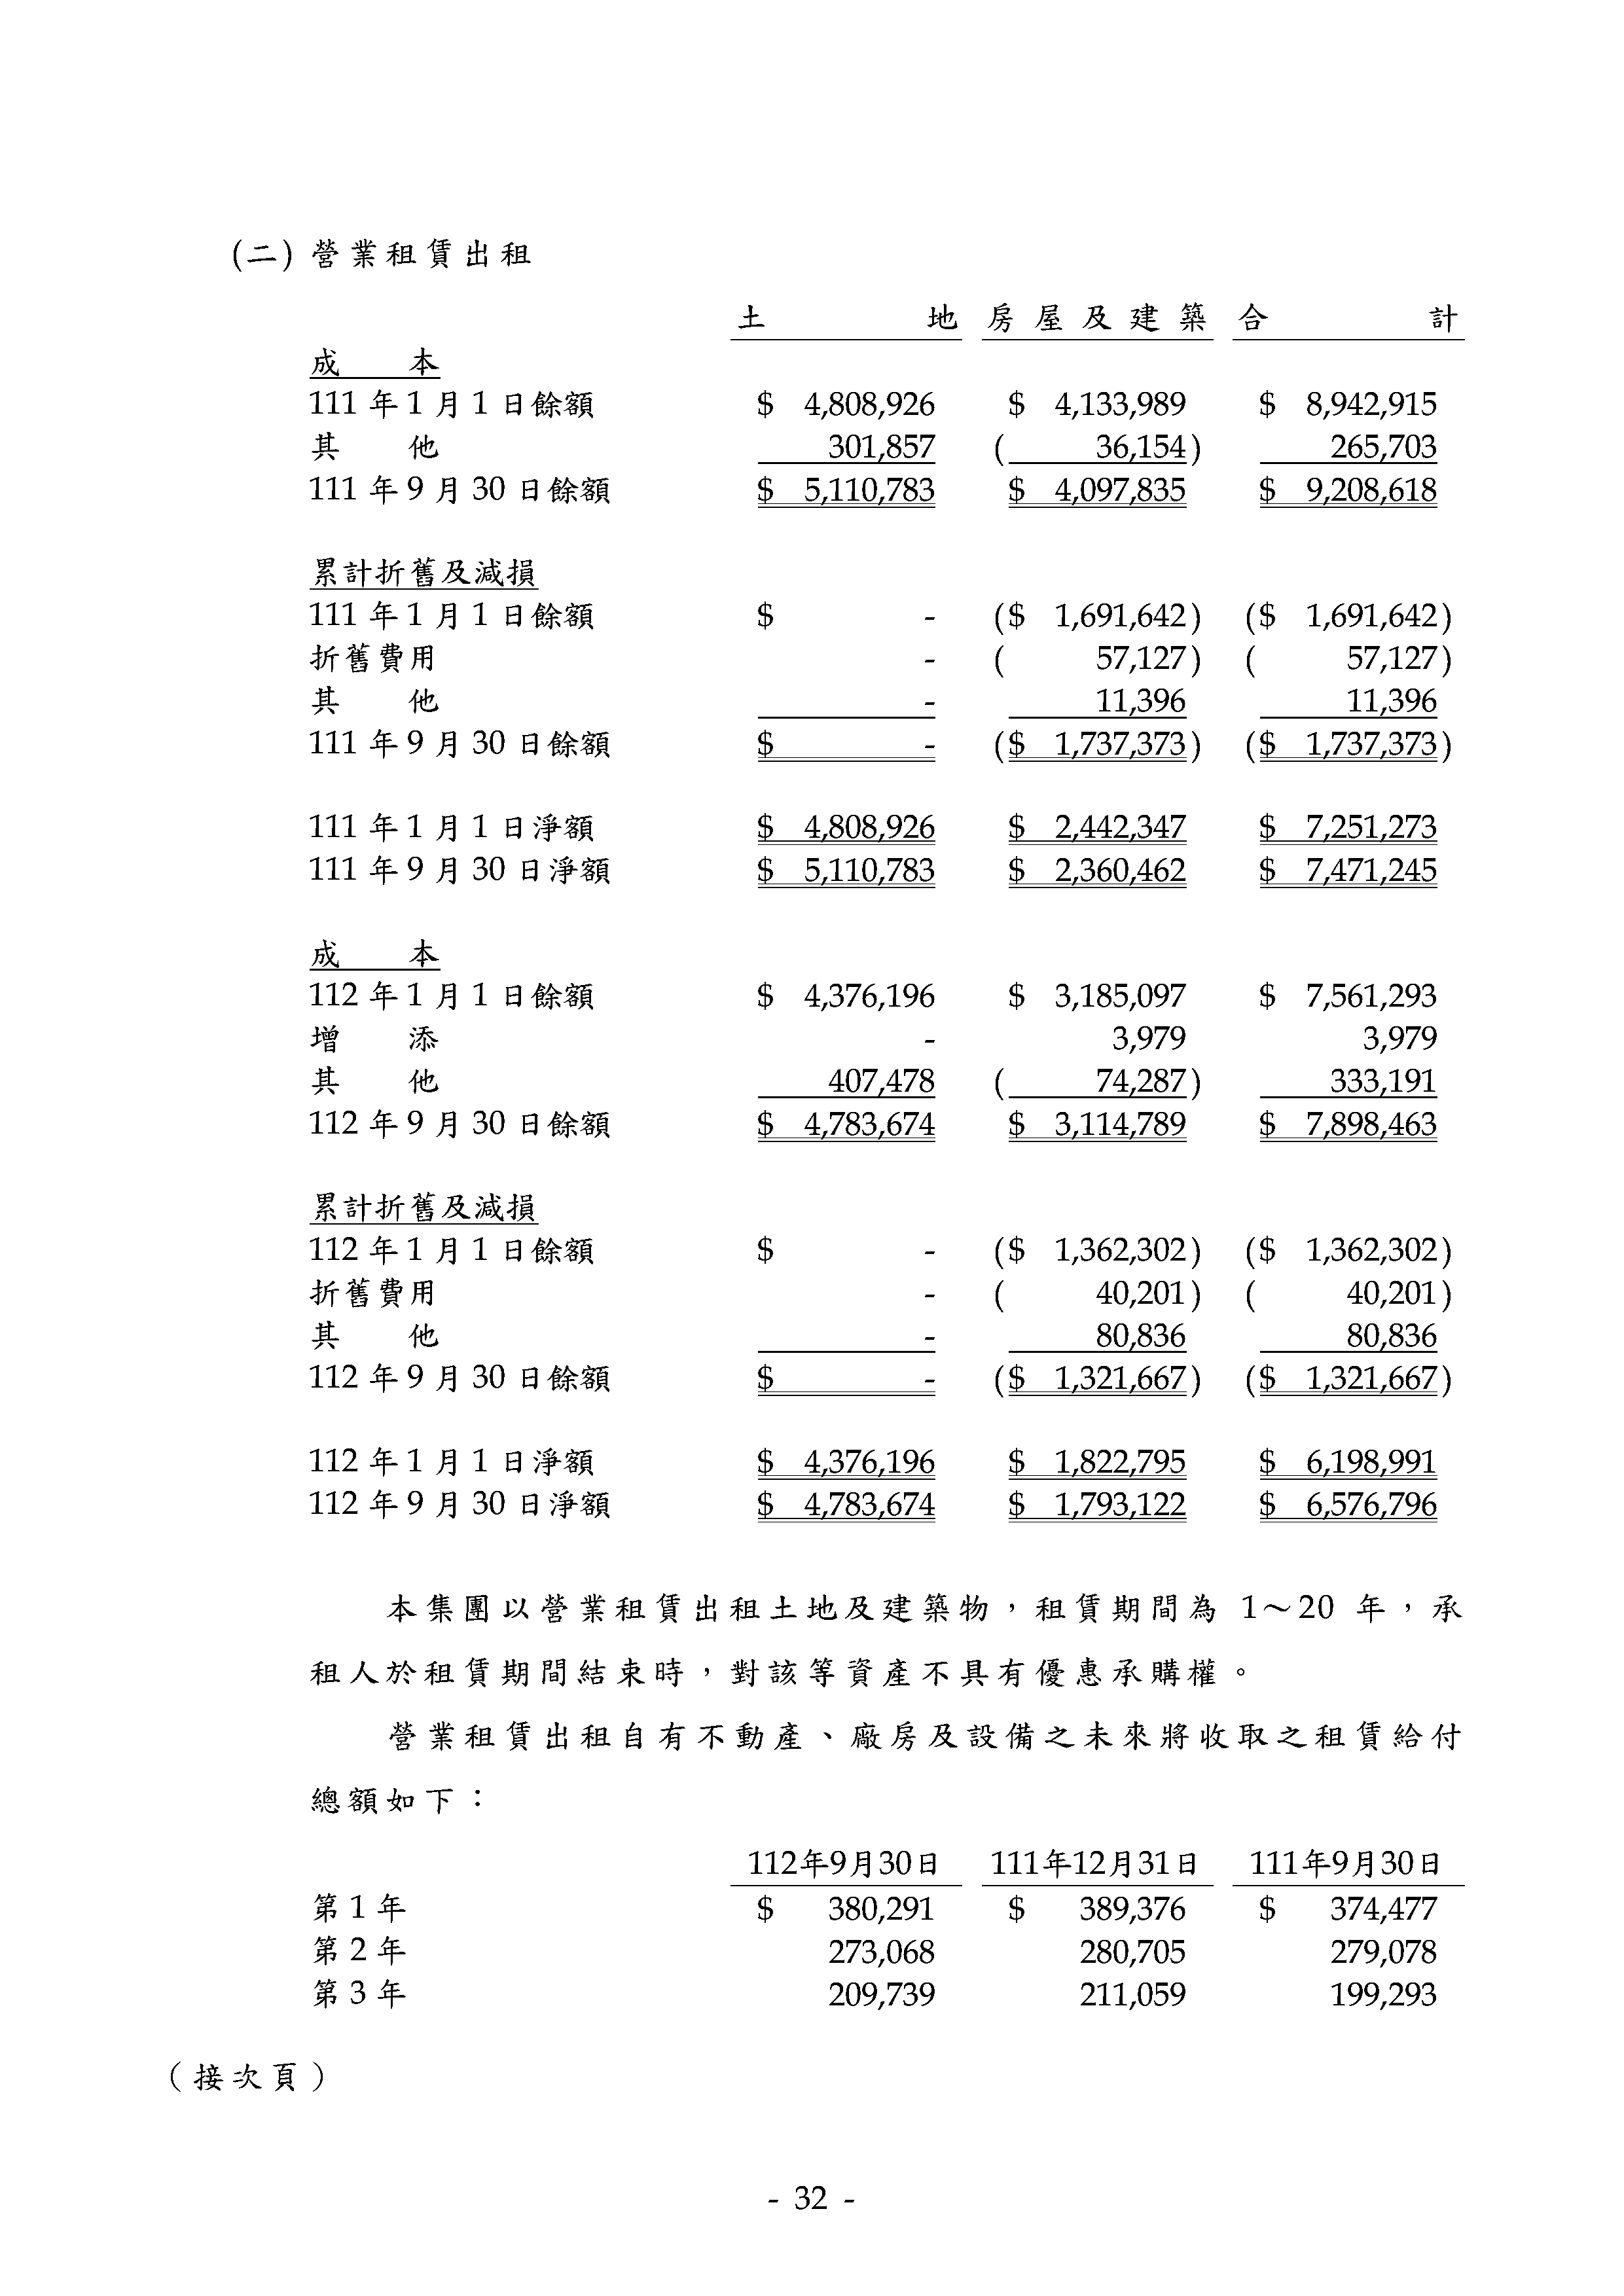 (二) 營業租賃出租
土地 房屋及建築 合計
成本
111 年 1 月 1 日餘額 $ 4,808,926 $ 4,133,989 $ 8,942,915
其他 301,857 ( 36,154) 265,703
111 年 9 月 30 日餘額 $ 5,110,783 $ 4,097,835 $ 9,208,618
累計折舊及減損
111 年 1 月 1 日餘額 $ - ($ 1,691,642) ($ 1,691,642)
折舊費用 - ( 57,127) ( 57,127)
其他 - 11,396 11,396
111 年 9 月 30 日餘額 $ - ($ 1,737,373) ($ 1,737,373)
111 年 1 月 1 日淨額 $ 4,808,926 $ 2,442,347 $ 7,251,273
111 年 9 月 30 日淨額 $ 5,110,783 $ 2,360,462 $ 7,471,245
成本
112 年 1 月 1 日餘額 $ 4,376,196 $ 3,185,097 $ 7,561,293
增添 - 3,979 3,979
其他 407,478 ( 74,287) 333,191
112 年 9 月 30 日餘額 $ 4,783,674 $ 3,114,789 $ 7,898,463
累計折舊及減損
112 年 1 月 1 日餘額 $ - ($ 1,362,302) ($ 1,362,302)
折舊費用 - ( 40,201) ( 40,201)
其他 - 80,836 80,836
112 年 9 月 30 日餘額 $ - ($ 1,321,667) ($ 1,321,667)
112 年 1 月 1 日淨額 $ 4,376,196 $ 1,822,795 $ 6,198,991
112 年 9 月 30 日淨額 $ 4,783,674 $ 1,793,122 $ 6,576,796
本集團以營業租賃出租土地及建築物，租賃期間為 1～20 年，承
租人於租賃期間結束時，對該等資產不具有優惠承購權。
營業租賃出租自有不動產、廠房及設備之未來將收取之租賃給付
總額如下：
112年9月30日 111年12月31日 111年9月30日
第 1 年 $ 380,291 $ 389,376 $ 374,477
第 2 年 273,068 280,705 279,078
第 3 年 209,739 211,059 199,293
（接次頁）
- 32 -